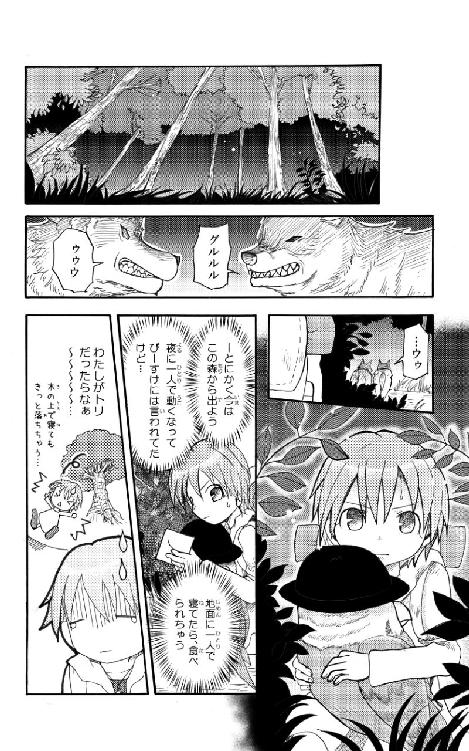 グルルル
ウゥウ
…ウゥ
ーとにかく今は
この森から出よう
夜に一人で動くなって
ぴーすけには言われてた
けど…
地面に一人で
寝てたら、食べ
られちゃう
わたしがトリ
だったらなぁ
〜〜〜〜〜
木の上で寝ても
きっと落ちちゃう…